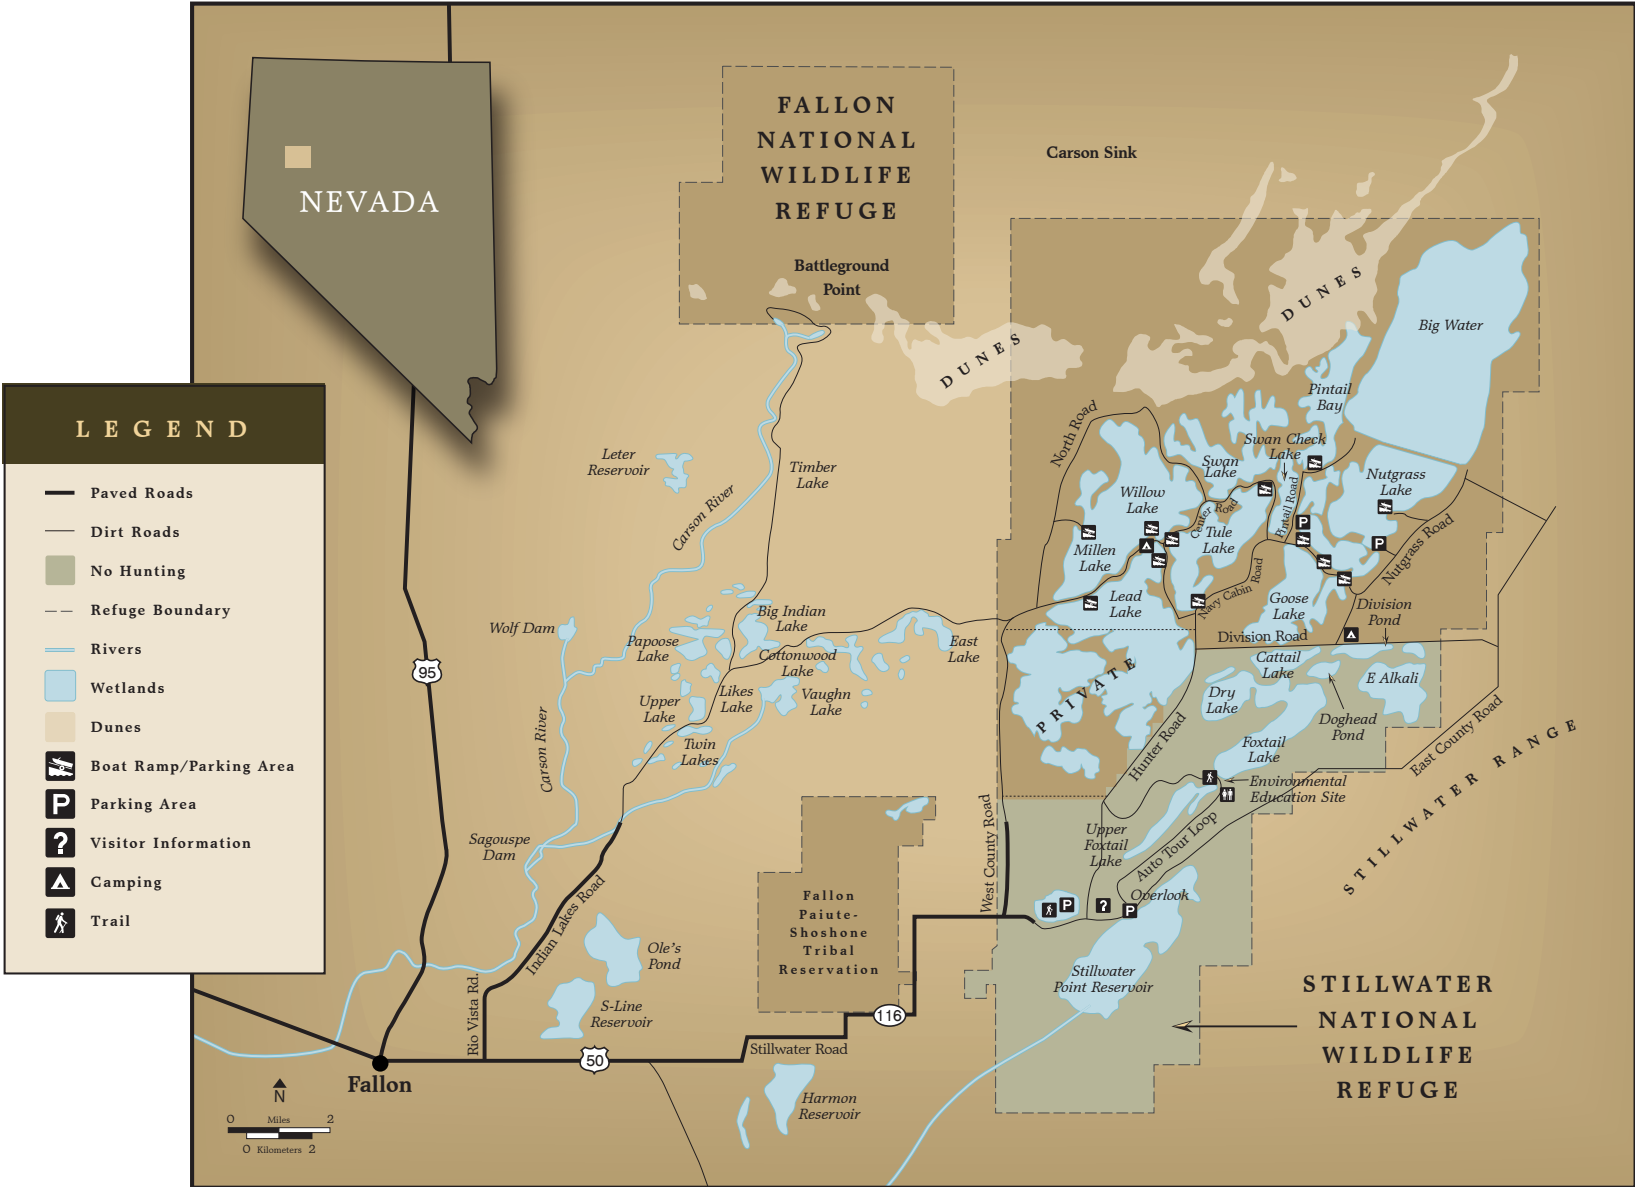 FALLON
NATIONAL
WILDLIFE
REFUGE
Battleground
Point
Carson Sink
NEVADA
DUNES
DUNES
Big Water
Pintail
Bay
LEGEND
Paved Roads
Dirt Roads
No Hunting
Refuge Boundary
Rivers
Wetlands
Dunes
Boat Ramp/Parking Area
P
Parking Area
?
Visitor Information
Camping
Trail
95
Leter
Reservoir
Carson River
Timber
Lake
North Road
Swan Check
Lake
Swan
Lake
Nutgrass
Lake
Willow
Lake
Center Road
Pintail Road
P
Tule
Lake
Millen
Lake
P
Nutgrass Road
Lead
Lake
Navy Cabin Road
Goose
Lake
Division
Pond
Division Road
Wolf Dam
Papoose
Lake
Big Indian
Lake
Cottonwood
Lake
East
Lake
Upper
Lake
Likes
Lake
Vaughn
Lake
Twin
Lakes
Carson River
PRIVATE
Cattail
Lake
E Alkali
Dry
Lake
Doghead
Pond
Hunter Road
Foxtail
Lake
East County Road
STILLWATER RANGE
Environmental
Education Site
Sagouspe
Dam
West County Road
Upper
Foxtail
Lake
Auto Tour Loop
Overlook
P
?
P
Fallon
Paiute-
Shoshone
Tribal
Reservation
Indian Lakes Road
Ole's
Pond
S-Line
Reservoir
Rio Vista Rd.
Stillwater
Point Reservoir
STILLWATER
NATIONAL
WILDLIFE
REFUGE
116
Stillwater Road
50
Fallon
Harmon
Reservoir
N
0 Miles 2
0 Kilometers 2